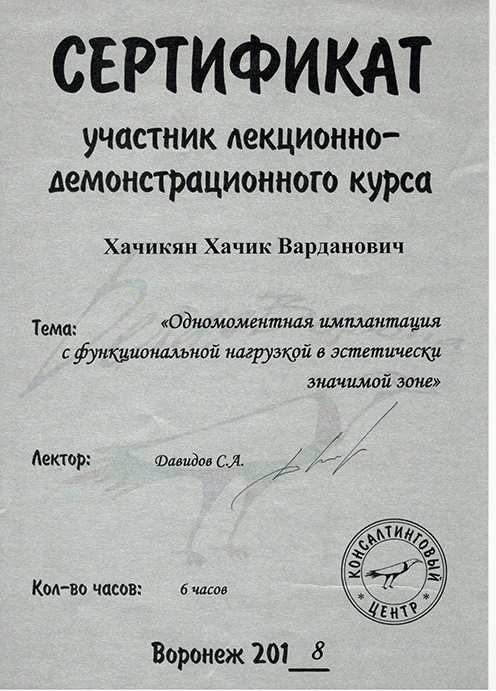 СЕРТИФИКАТ
участник лекционно-
демонстрационного курса
Хачикян Хачик Варданович
Тема: «Одномоментная имплантация
с функциональной нагрузкой в эстетически
значимой зоне»
Лектор: Давидов С.А.
КОНСАЛТИНГОВЫЙ
* ЦЕНТР *
Кол-во часов: 6 часов
Воронеж 201 8